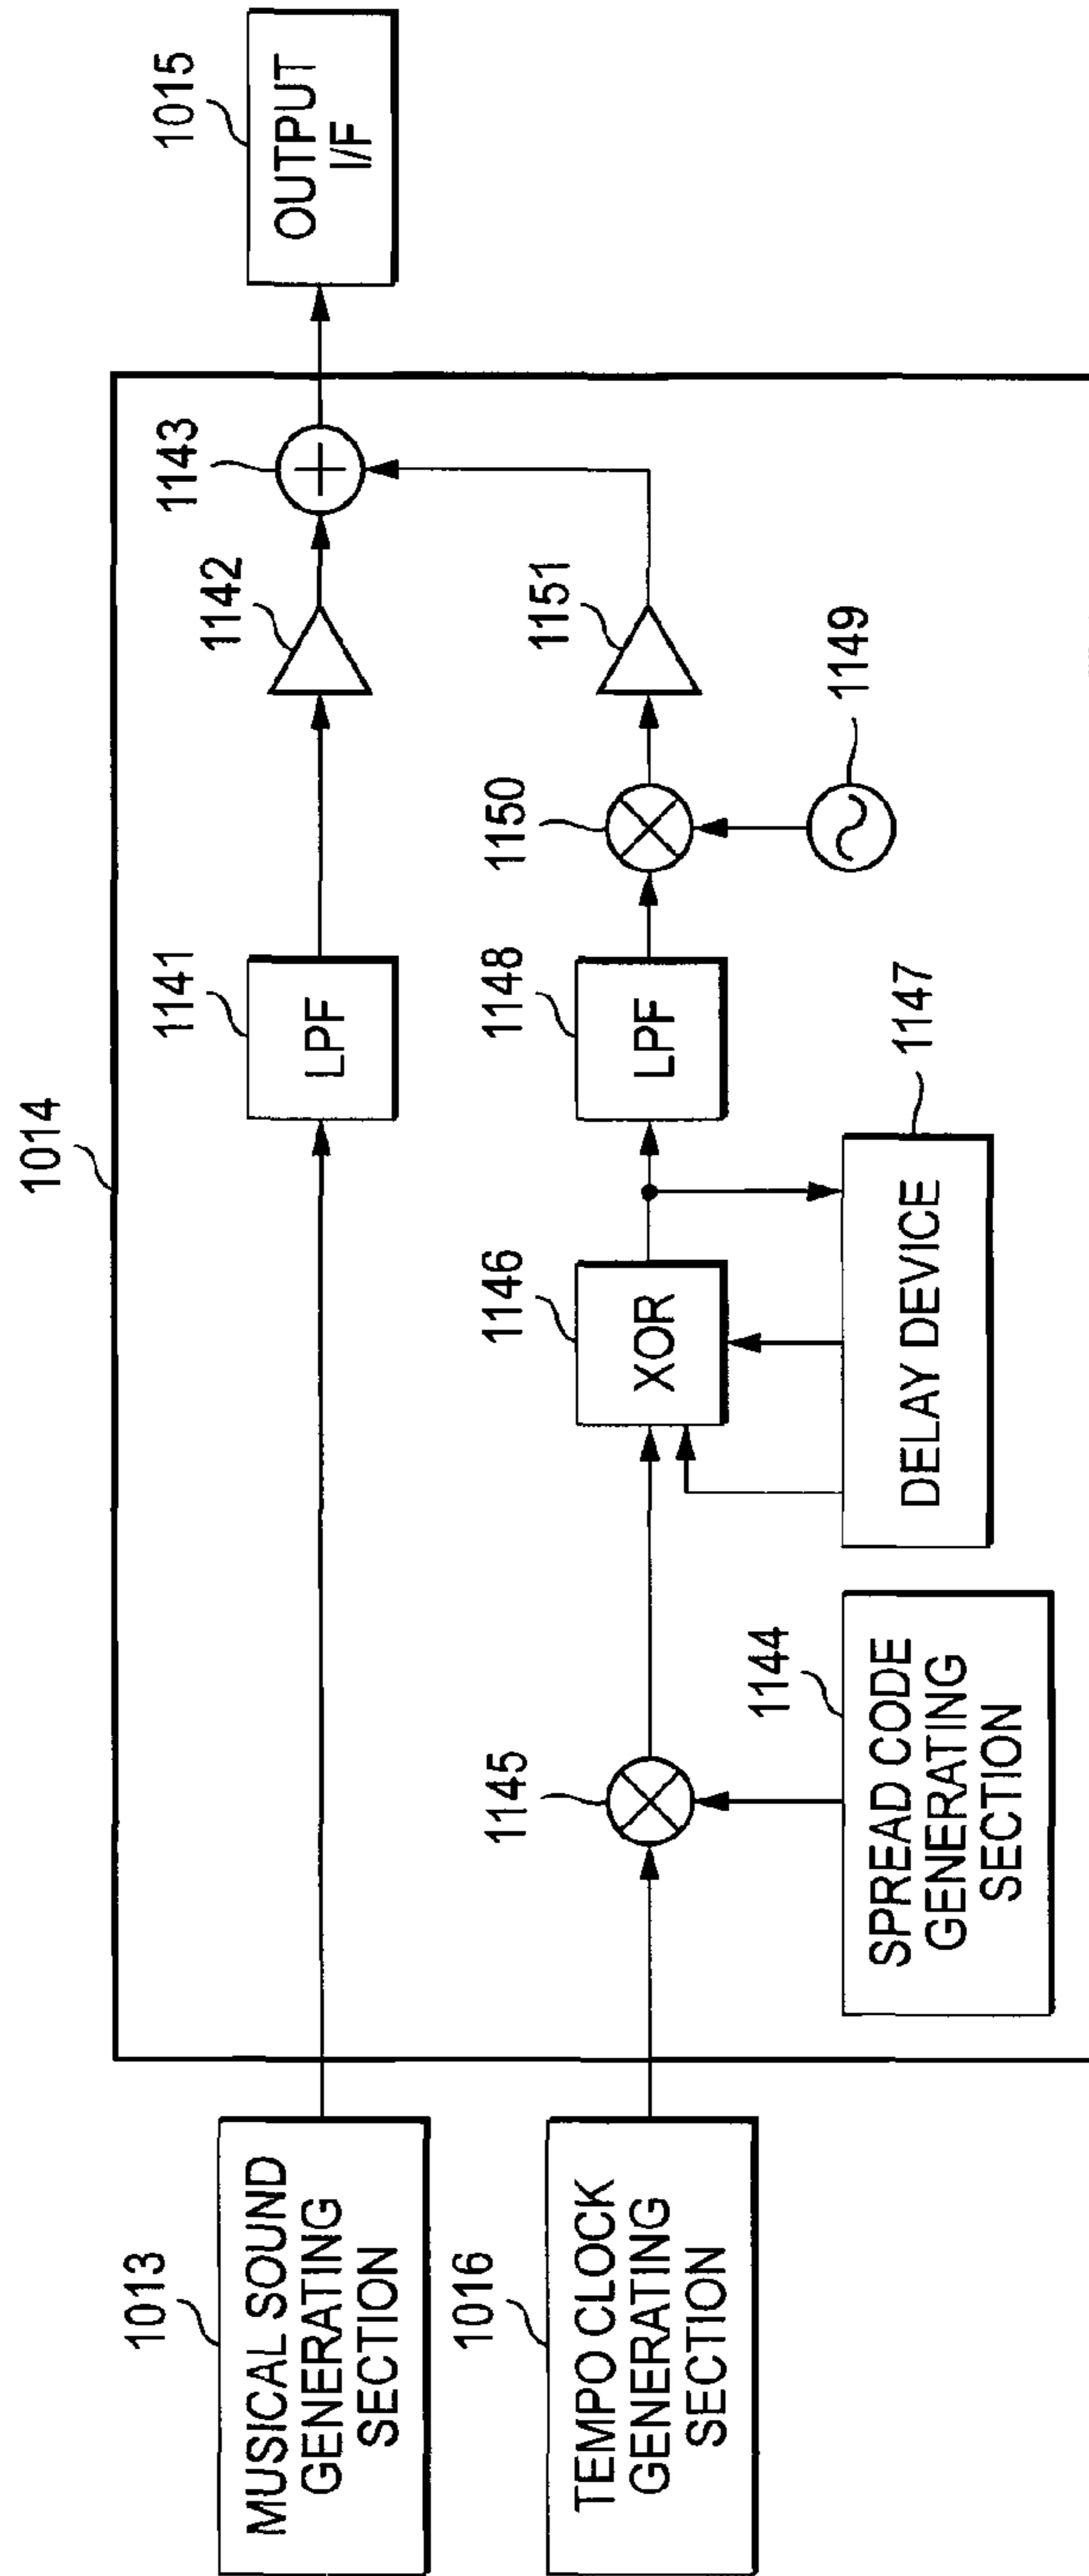 1014
1013
MUSICAL SOUND
GENERATING
SECTION
1141
LPF
1142
1143
1015
OUTPUT
I/F
1016
TEMPO CLOCK
GENERATING
SECTION
1145
1146
XOR
1148
LPF
1150
1151
1144
SPREAD CODE
GENERATING
SECTION
1147
DELAY DEVICE
1149